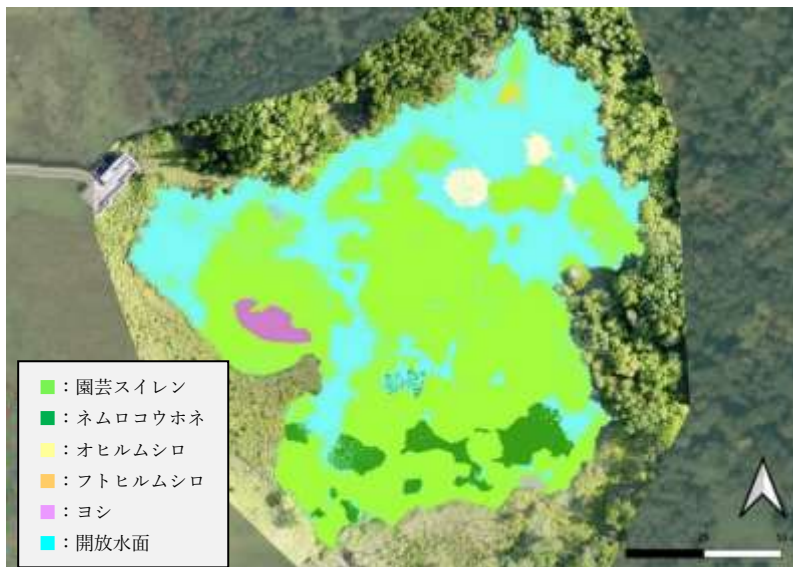 ：園芸スイレン
：ネムロコウホネ
：オヒルムシロ
：フトヒルムシロ
：ヨシ
：開放水面
25